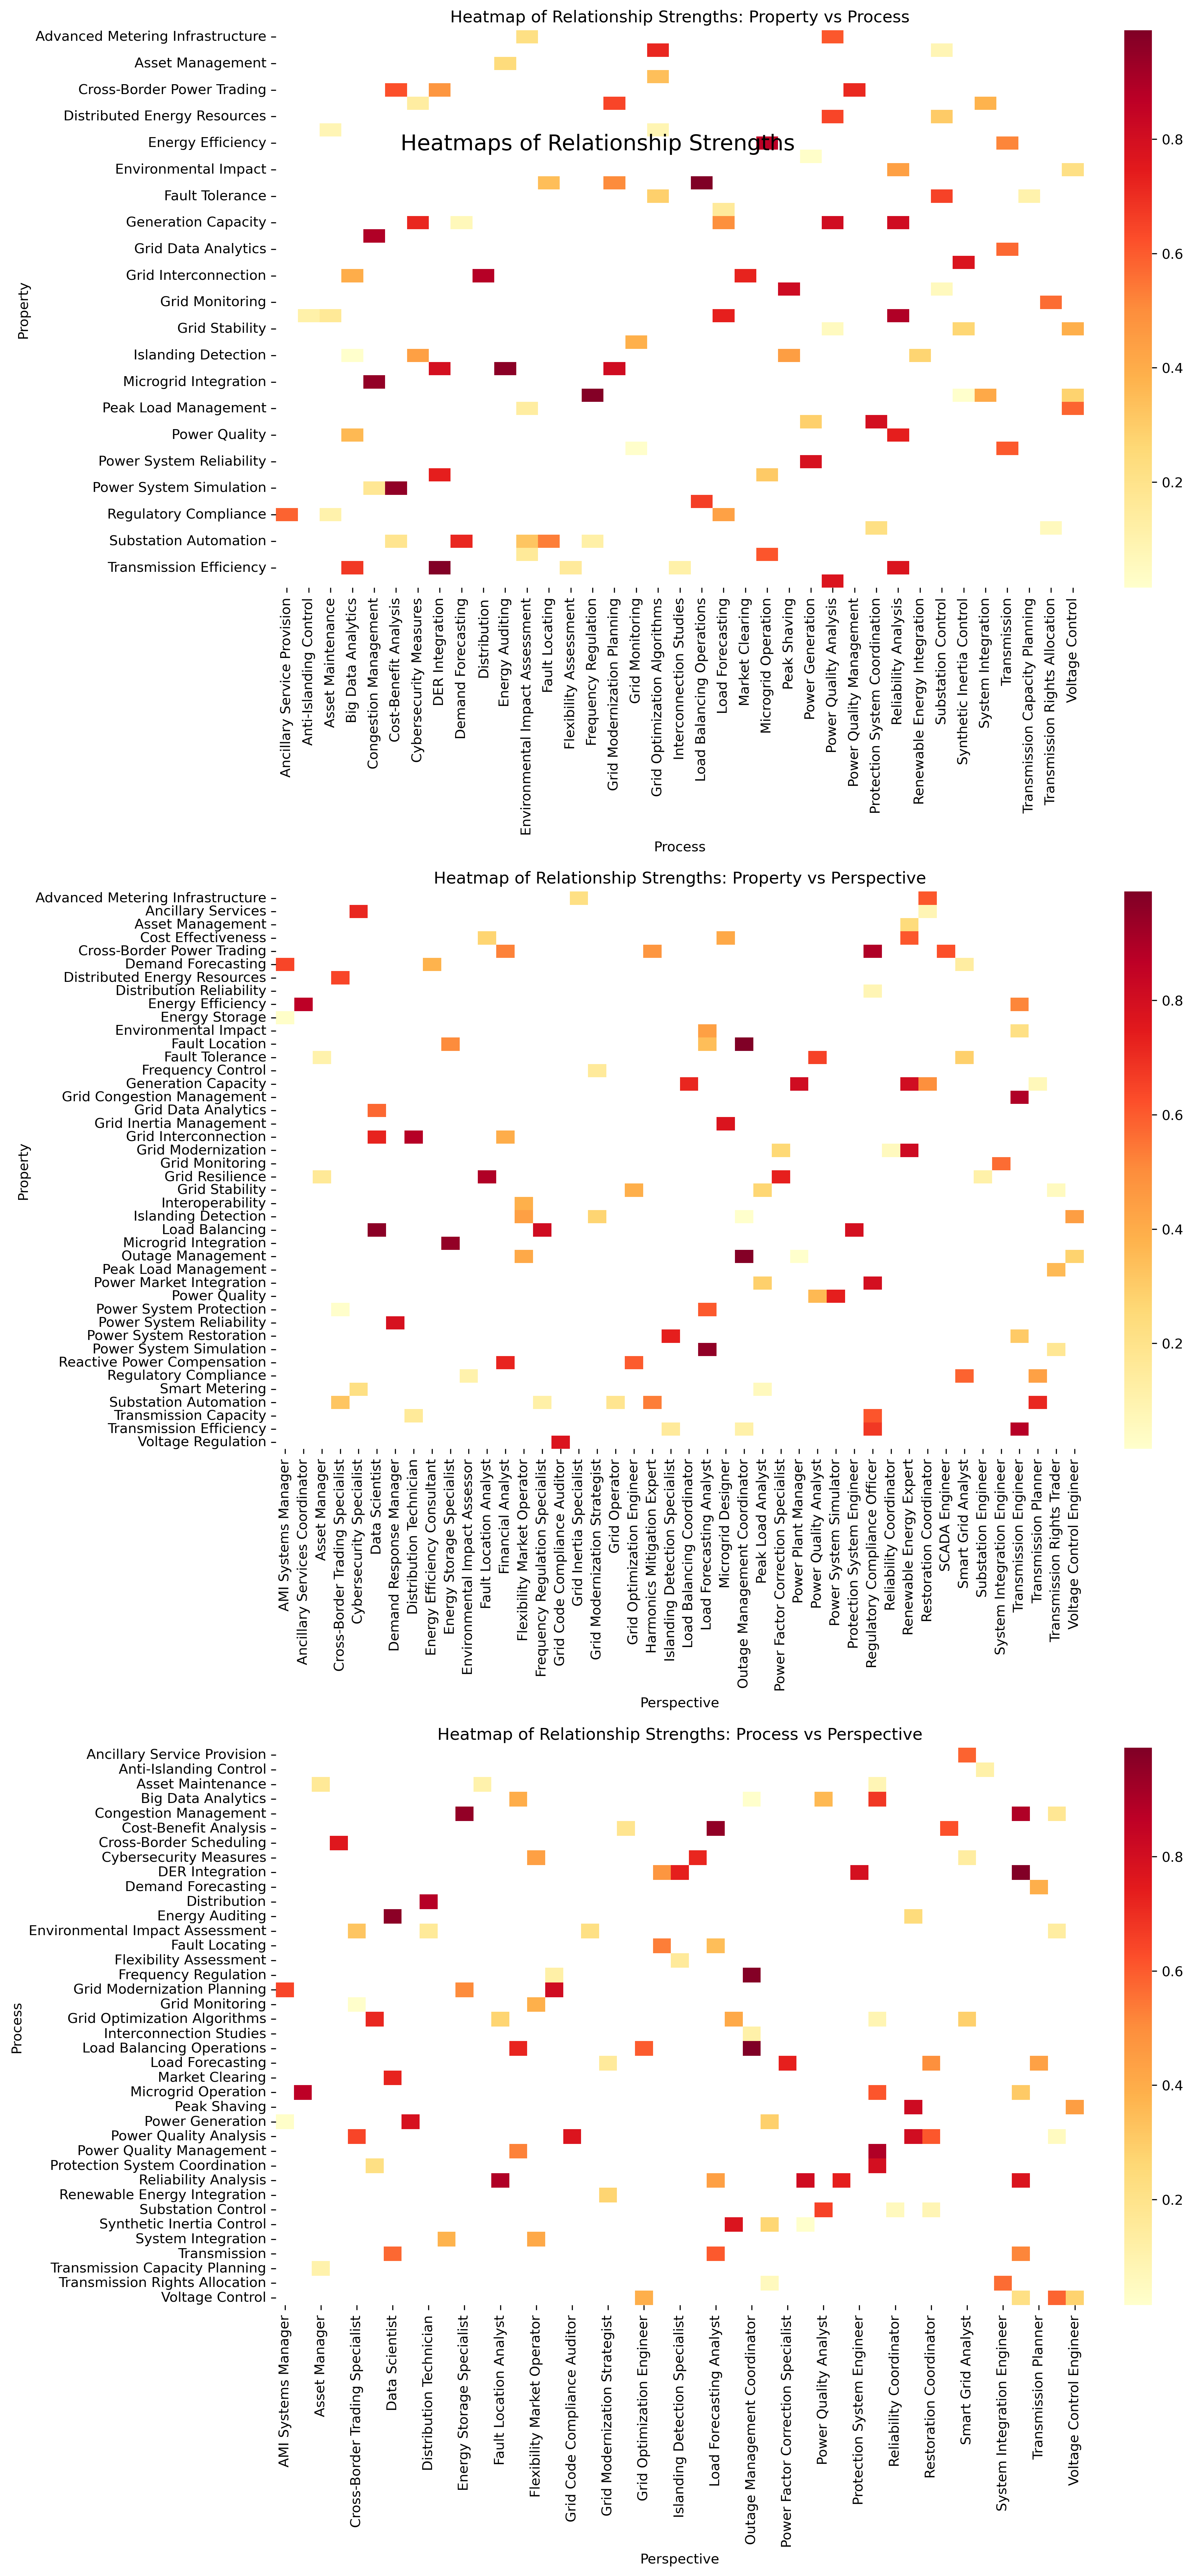 Heatmap of Relationship Strengths: Property vs Process
Advanced Metering Infrastructure
Asset Management
Cross-Border Power Trading
Distributed Energy Resources
Energy Efficiency
Environmental Impact
Fault Tolerance
Generation Capacity
Grid Data Analytics
Grid Interconnection
Grid Monitoring
Grid Stability
Islanding Detection
Microgrid Integration
Peak Load Management
Power Quality
Power System Reliability
Power System Simulation
Regulatory Compliance
Substation Automation
Transmission Efficiency
Property
Heatmaps of Relationship Strengths
0.8
0.6
0.4
0.2
Ancillary Service Provision
Anti-Islanding Control
Asset Maintenance
Big Data Analytics
Congestion Management
Cost-Benefit Analysis
Cybersecurity Measures
DER Integration
Demand Forecasting
Distribution
Energy Auditing
Environmental Impact Assessment
Fault Locating
Flexibility Assessment
Frequency Regulation
Grid Modernization Planning
Grid Monitoring
Grid Optimization Algorithms
Interconnection Studies
Load Balancing Operations
Load Forecasting
Market Clearing
Microgrid Operation
Peak Shaving
Power Generation
Power Quality Analysis
Power Quality Management
Protection System Coordination
Reliability Analysis
Renewable Energy Integration
Substation Control
Synthetic Inertia Control
System Integration
Transmission
Transmission Capacity Planning
Transmission Rights Allocation
Voltage Control
Process
Heatmap of Relationship Strengths: Property vs Perspective
Advanced Metering Infrastructure
Ancillary Services
Asset Management
Cost Effectiveness
Cross-Border Power Trading
Demand Forecasting
Distributed Energy Resources
Distribution Reliability
Energy Efficiency
Energy Storage
Environmental Impact
Fault Location
Fault Tolerance
Frequency Control
Generation Capacity
Grid Congestion Management
Grid Data Analytics
Grid Inertia Management
Grid Interconnection
Grid Modernization
Grid Monitoring
Grid Resilience
Grid Stability
Interoperability
Islanding Detection
Load Balancing
Microgrid Integration
Outage Management
Peak Load Management
Power Market Integration
Power Quality
Power System Protection
Power System Reliability
Power System Restoration
Power System Simulation
Reactive Power Compensation
Regulatory Compliance
Smart Metering
Substation Automation
Transmission Capacity
Transmission Efficiency
Voltage Regulation
Property
0.8
0.6
0.4
0.2
AMI Systems Manager
Ancillary Services Coordinator
Asset Manager
Cross-Border Trading Specialist
Cybersecurity Specialist
Data Scientist
Demand Response Manager
Distribution Technician
Energy Efficiency Consultant
Energy Storage Specialist
Environmental Impact Assessor
Fault Location Analyst
Financial Analyst
Flexibility Market Operator
Frequency Regulation Specialist
Grid Code Compliance Auditor
Grid Inertia Specialist
Grid Modernization Strategist
Grid Operator
Grid Optimization Engineer
Harmonics Mitigation Expert
Islanding Detection Specialist
Load Balancing Coordinator
Load Forecasting Analyst
Microgrid Designer
Outage Management Coordinator
Peak Load Analyst
Power Factor Correction Specialist
Power Plant Manager
Power Quality Analyst
Power System Simulator
Protection System Engineer
Regulatory Compliance Officer
Reliability Coordinator
Renewable Energy Expert
Restoration Coordinator
SCADA Engineer
Smart Grid Analyst
Substation Engineer
System Integration Engineer
Transmission Engineer
Transmission Planner
Transmission Rights Trader
Voltage Control Engineer
Perspective
Heatmap of Relationship Strengths: Process vs Perspective
Ancillary Service Provision
Anti-Islanding Control
Asset Maintenance
Big Data Analytics
Congestion Management
Cost-Benefit Analysis
Cross-Border Scheduling
Cybersecurity Measures
DER Integration
Demand Forecasting
Distribution
Energy Auditing
Environmental Impact Assessment
Fault Locating
Flexibility Assessment
Frequency Regulation
Grid Modernization Planning
Grid Monitoring
Grid Optimization Algorithms
Interconnection Studies
Load Balancing Operations
Load Forecasting
Market Clearing
Microgrid Operation
Peak Shaving
Power Generation
Power Quality Analysis
Power Quality Management
Protection System Coordination
Reliability Analysis
Renewable Energy Integration
Substation Control
Synthetic Inertia Control
System Integration
Transmission
Transmission Capacity Planning
Transmission Rights Allocation
Voltage Control
Process
0.8
0.6
0.4
0.2
AMI Systems Manager
Asset Manager
Cross-Border Trading Specialist
Data Scientist
Distribution Technician
Energy Storage Specialist
Fault Location Analyst
Flexibility Market Operator
Grid Code Compliance Auditor
Grid Modernization Strategist
Grid Optimization Engineer
Islanding Detection Specialist
Load Forecasting Analyst
Outage Management Coordinator
Power Factor Correction Specialist
Power Quality Analyst
Protection System Engineer
Reliability Coordinator
Restoration Coordinator
Smart Grid Analyst
System Integration Engineer
Transmission Planner
Voltage Control Engineer
Perspective